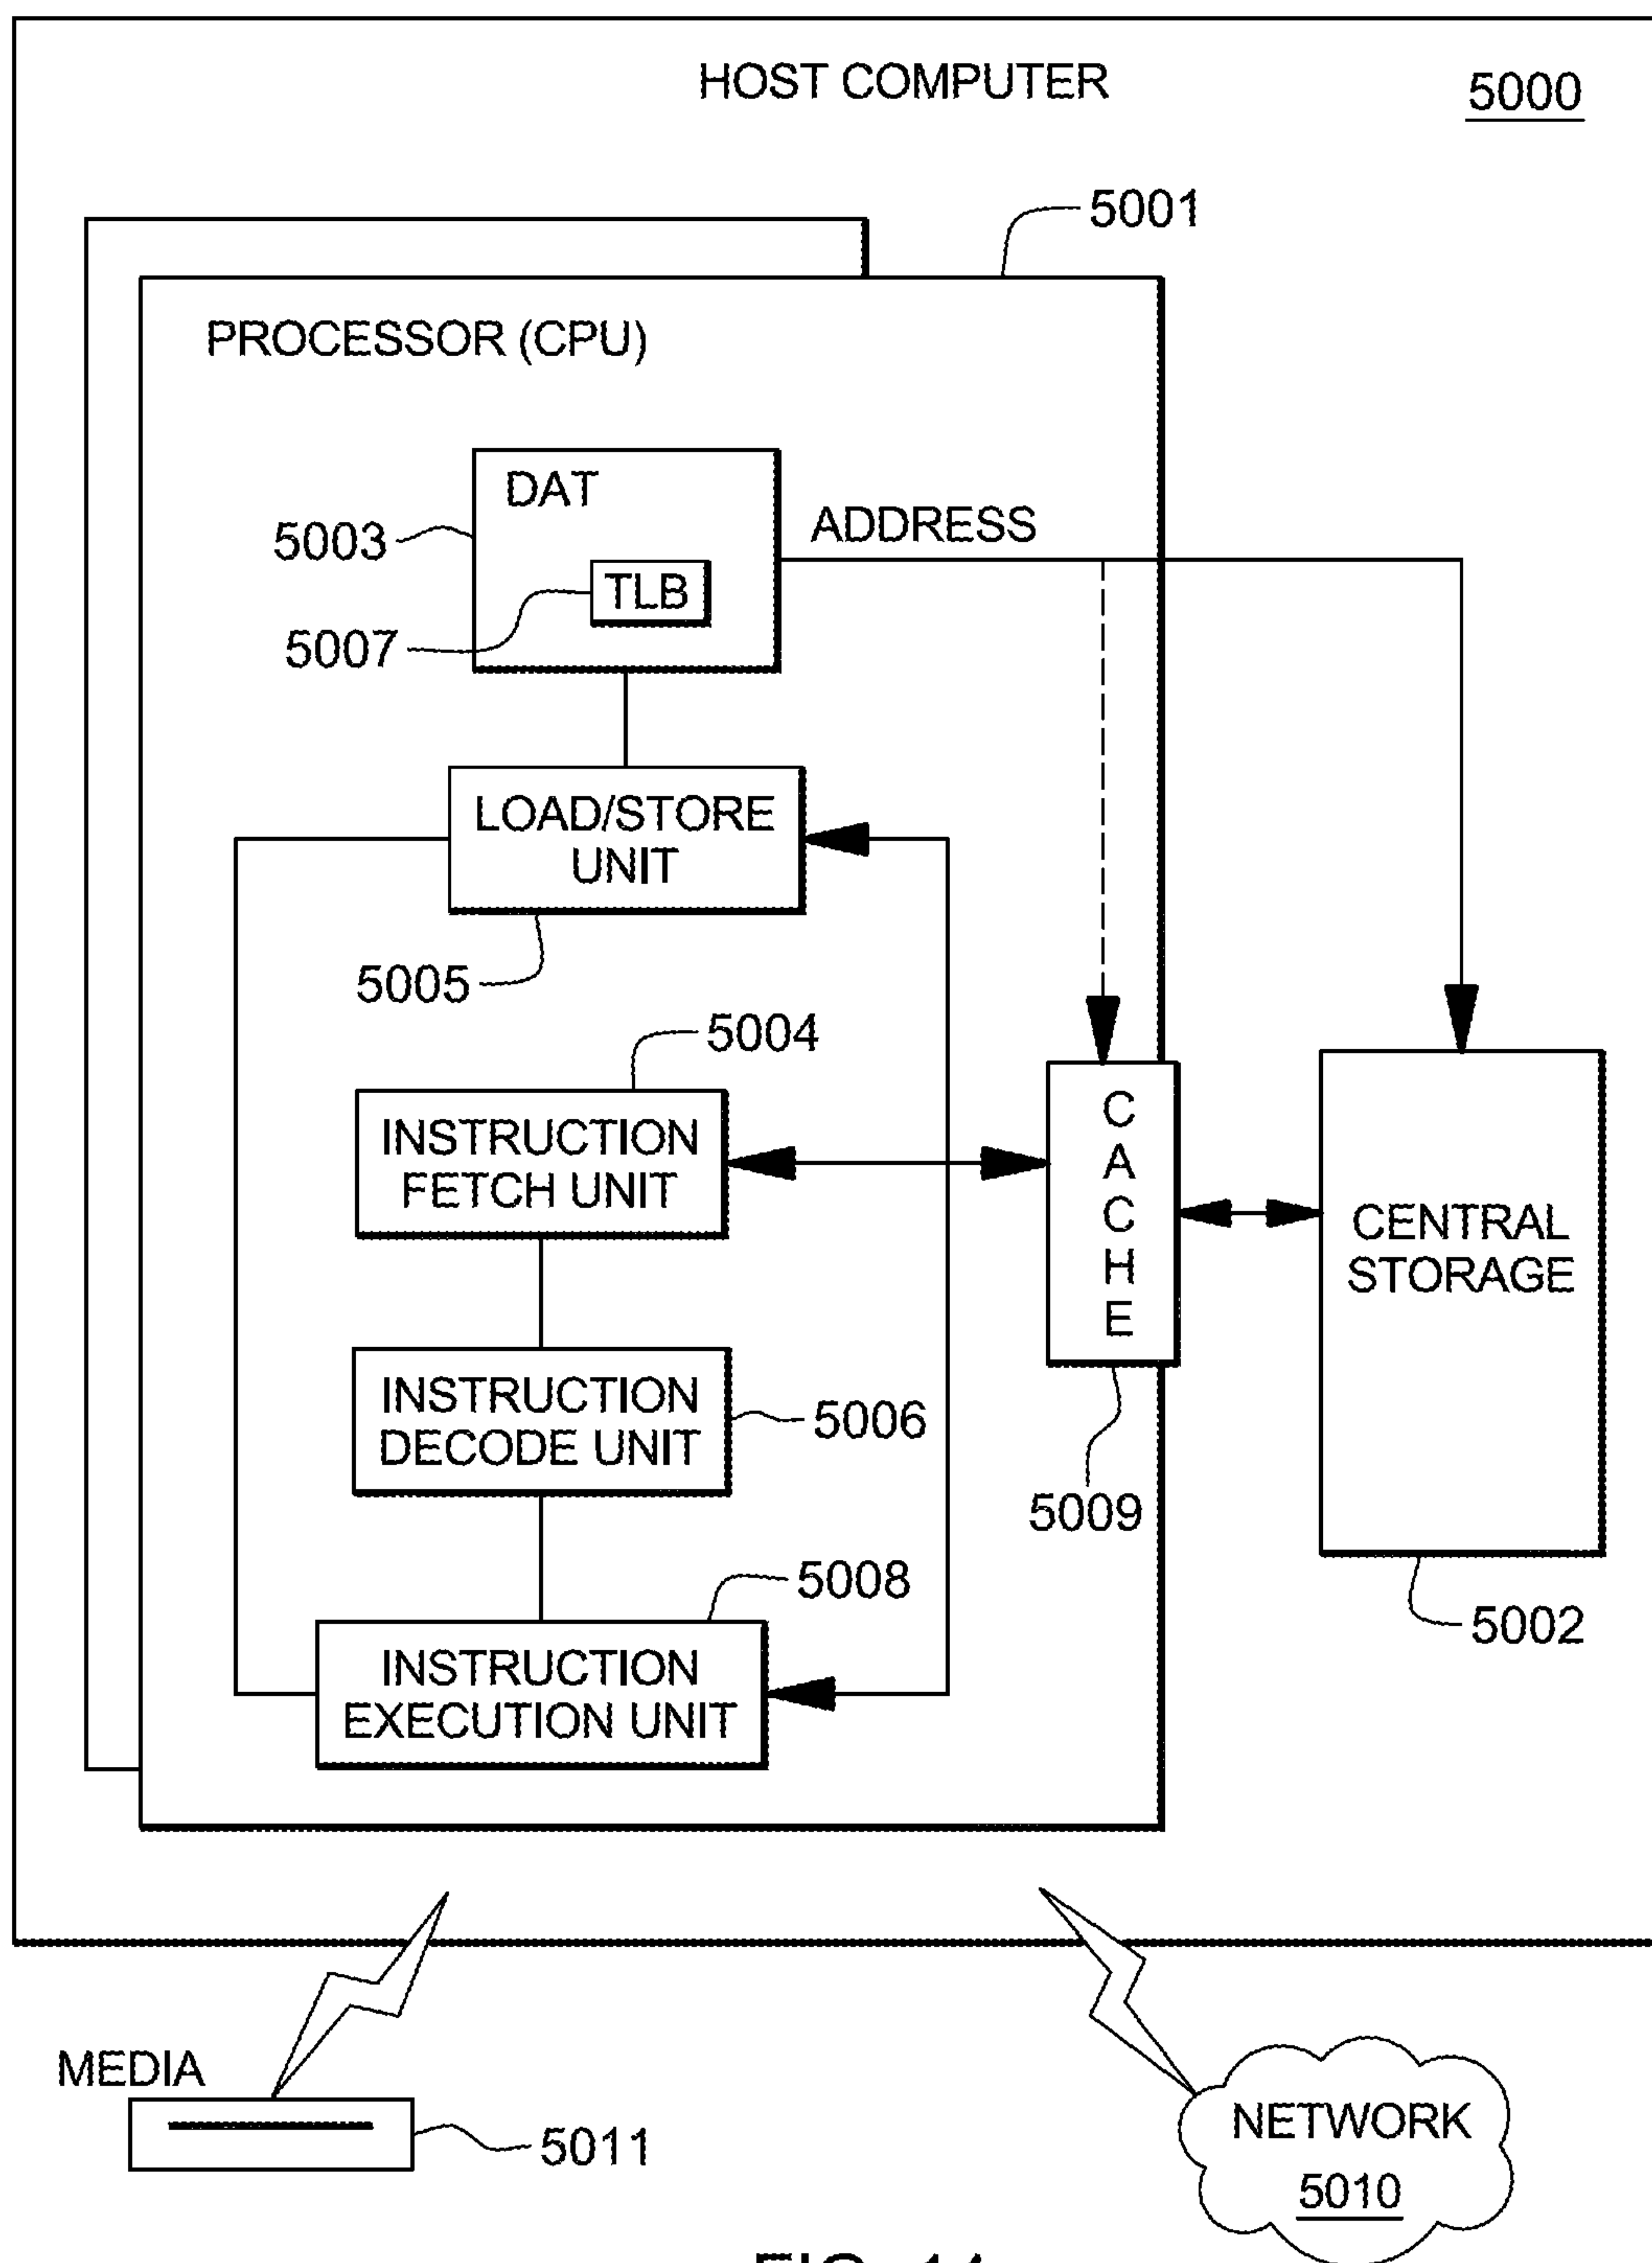 HOST COMPUTER
5000
5001
PROCESSOR (CPU)
DAT
ADDRESS
5003
TLB
5007
LOAD/STORE
UNIT
5005
5004
INSTRUCTION
FETCH UNIT
CACHE
CENTRAL
STORAGE
INSTRUCTION
DECODE UNIT
5006
5009
5008
INSTRUCTION
EXECUTION UNIT
5002
MEDIA
5011
NETWORK
5010